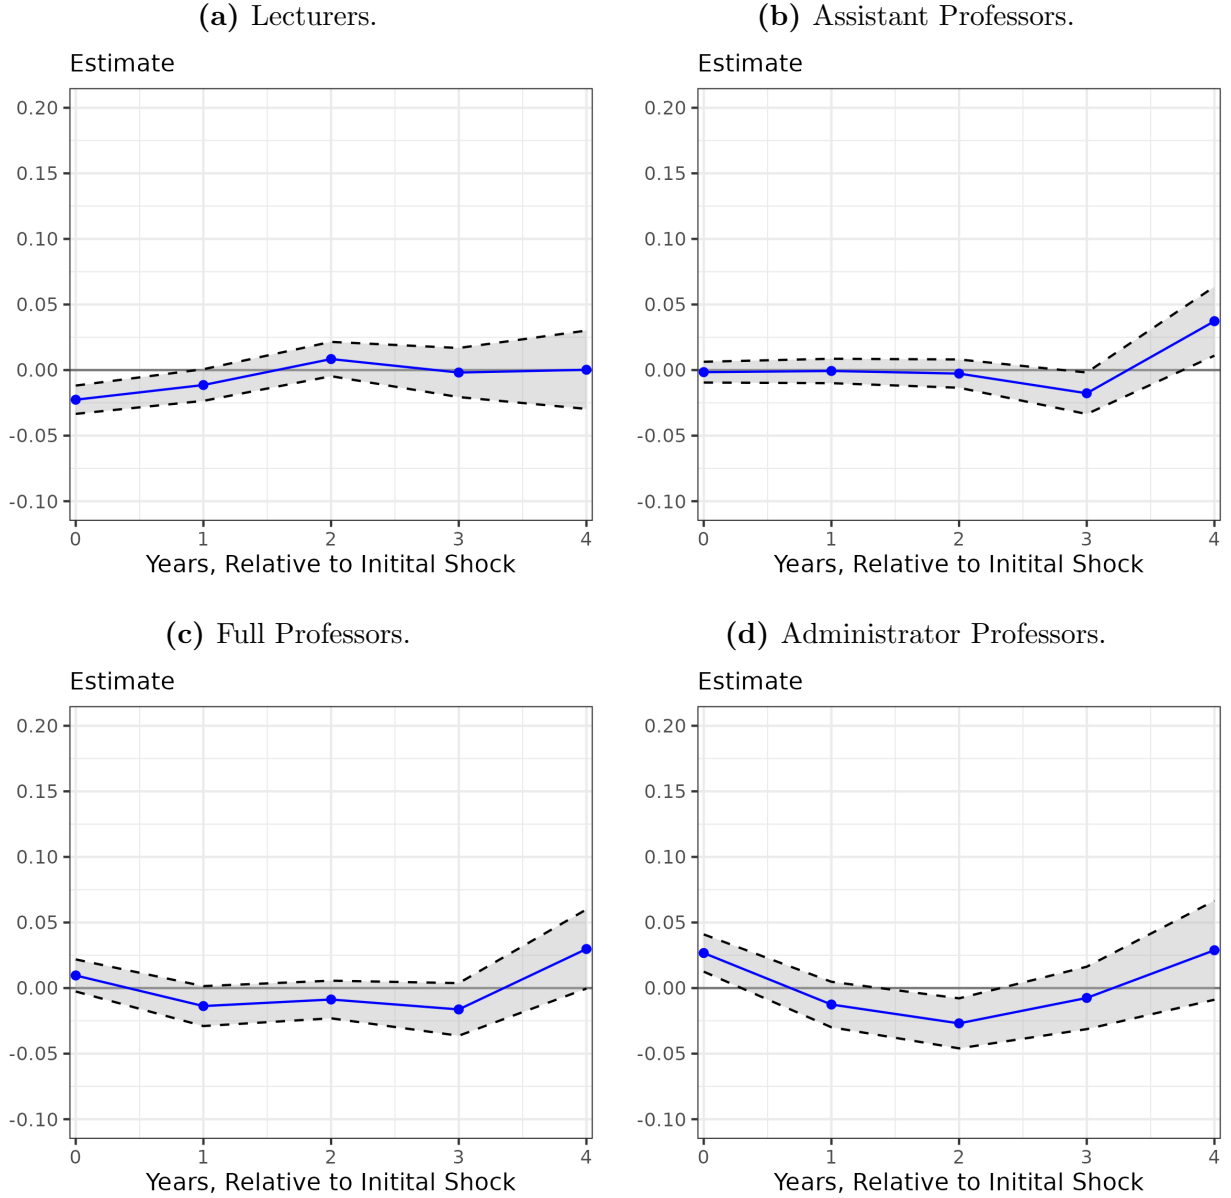 (a) Lecturers.
Estimate
0.20
0.15
0.10
0.05
0.00
-0.05
-0.10
0 1 2 3 4
Years, Relative to Initital Shock
(b) Assistant Professors.
Estimate
0.20
0.15
0.10
0.05
0.00
-0.05
-0.10
0 1 2 3 4
Years, Relative to Initital Shock
(c) Full Professors.
Estimate
0.20
0.15
0.10
0.05
0.00
-0.05
-0.10
0 1 2 3 4
Years, Relative to Initital Shock
(d) Administrator Professors.
Estimate
0.20
0.15
0.10
0.05
0.00
-0.05
-0.10
0 1 2 3 4
Years, Relative to Initital Shock